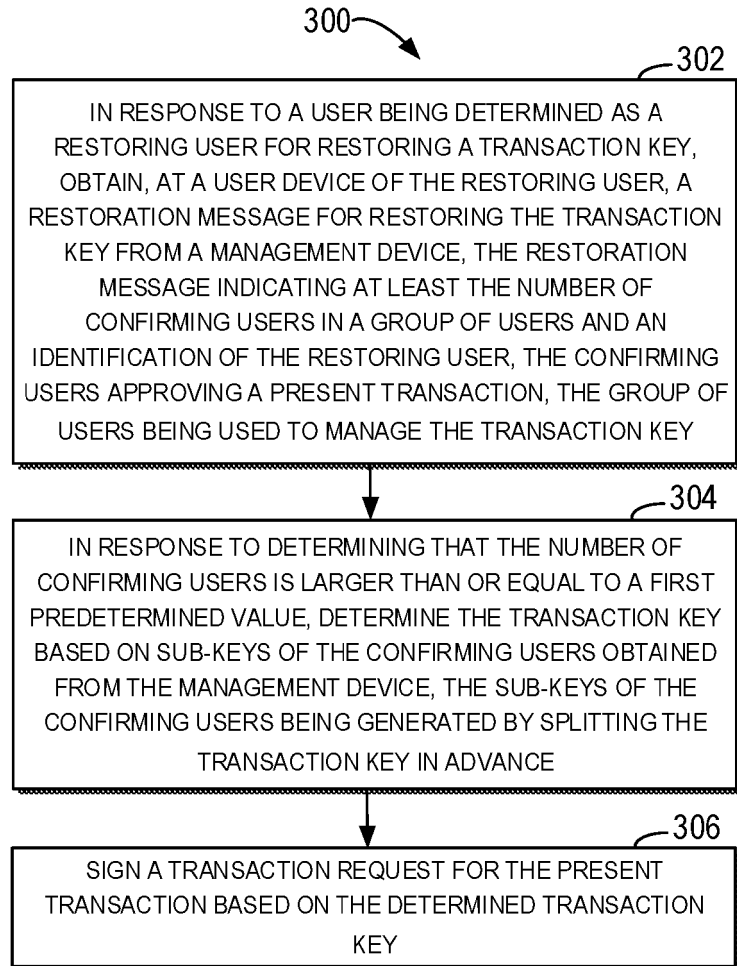 300
302
IN RESPONSE TO A USER BEING DETERMINED AS A
RESTORING USER FOR RESTORING A TRANSACTION KEY,
OBTAIN, AT A USER DEVICE OF THE RESTORING USER, A
RESTORATION MESSAGE FOR RESTORING THE TRANSACTION
KEY FROM A MANAGEMENT DEVICE, THE RESTORATION
MESSAGE INDICATING AT LEAST THE NUMBER OF
CONFIRMING USERS IN A GROUP OF USERS AND AN
IDENTIFICATION OF THE RESTORING USER, THE CONFIRMING
USERS APPROVING A PRESENT TRANSACTION, THE GROUP OF
USERS BEING USED TO MANAGE THE TRANSACTION KEY
304
IN RESPONSE TO DETERMINING THAT THE NUMBER OF
CONFIRMING USERS IS LARGER THAN OR EQUAL TO A FIRST
PREDETERMINED VALUE, DETERMINE THE TRANSACTION KEY
BASED ON SUB-KEYS OF THE CONFIRMING USERS OBTAINED
FROM THE MANAGEMENT DEVICE, THE SUB-KEYS OF THE
CONFIRMING USERS BEING GENERATED BY SPLITTING THE
TRANSACTION KEY IN ADVANCE
306
SIGN A TRANSACTION REQUEST FOR THE PRESENT
TRANSACTION BASED ON THE DETERMINED TRANSACTION
KEY